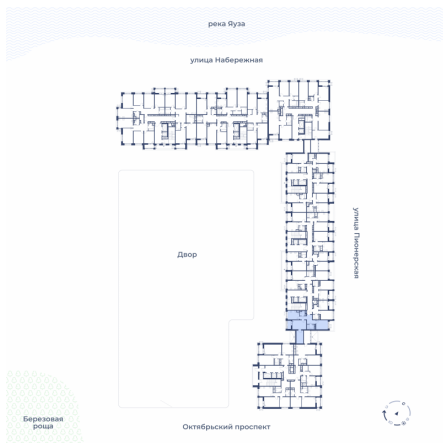 река Яуза
улица Набережная
улица Пионерская
Двор
Березовая
роща
Октябрьский проспект